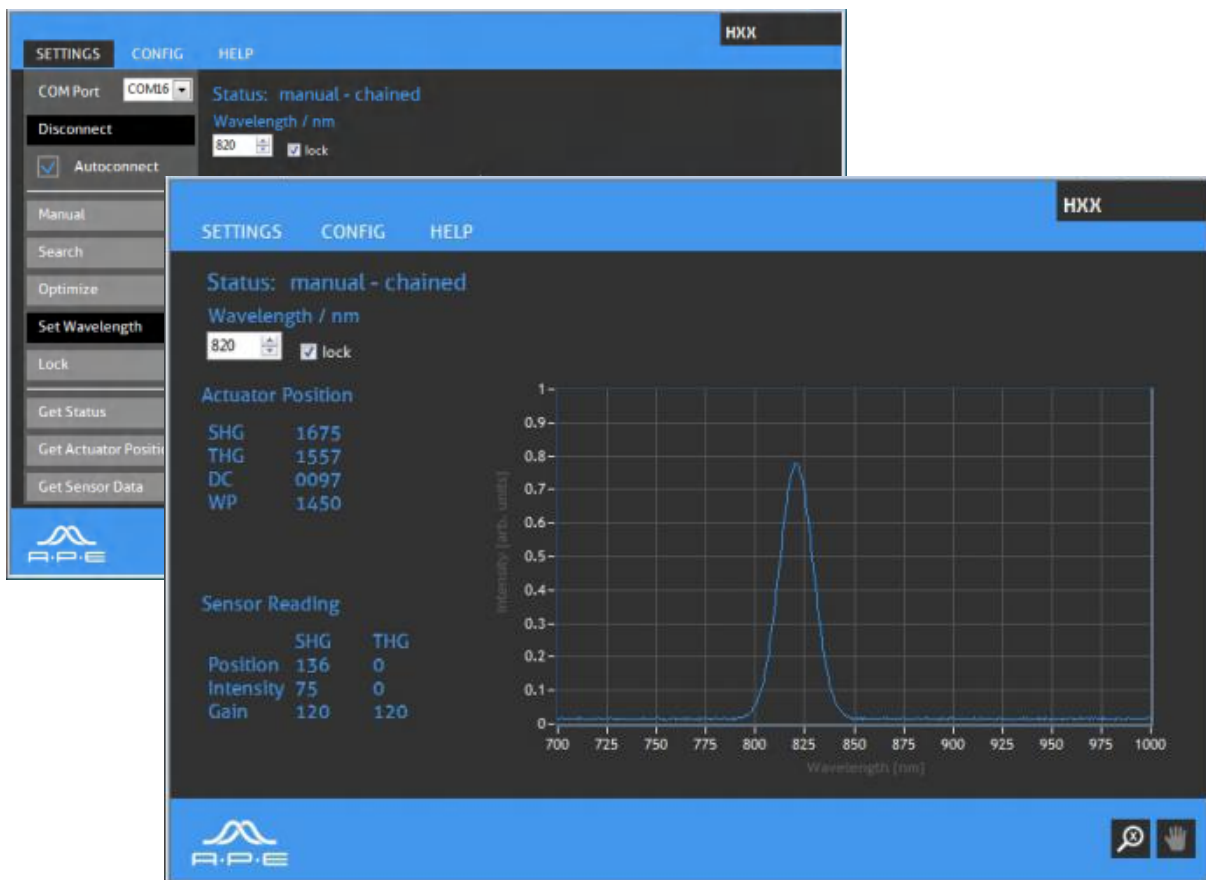 HXX
SETTINGS CONFIG HELP
COM Port COM16
Status: manual - chained
Disconnect
Wavelength / nm
820 lock
Autoconnect
Manual
Search
Optimize
Set Wavelength
Lock
Get Status
Get Actuator
Get Sensor Data
A·P·E
HXX
SETTINGS CONFIG HELP
Status: manual - chained
Wavelength / nm
820 lock
Actuator Position
SHG 1675
THG 1557
DC 0097
WP 1450
Sensor Reading
SHG THG
Position 136 0
Intensity 75 0
Gain 120 120
Intensity [arb. units]
1
0.9
0.8
0.7
0.6
0.5
0.4
0.3
0.2
0.1
0
700 725 750 775 800 825 850 875 900 925 950 975 1000
Wavelength [nm]
A·P·E